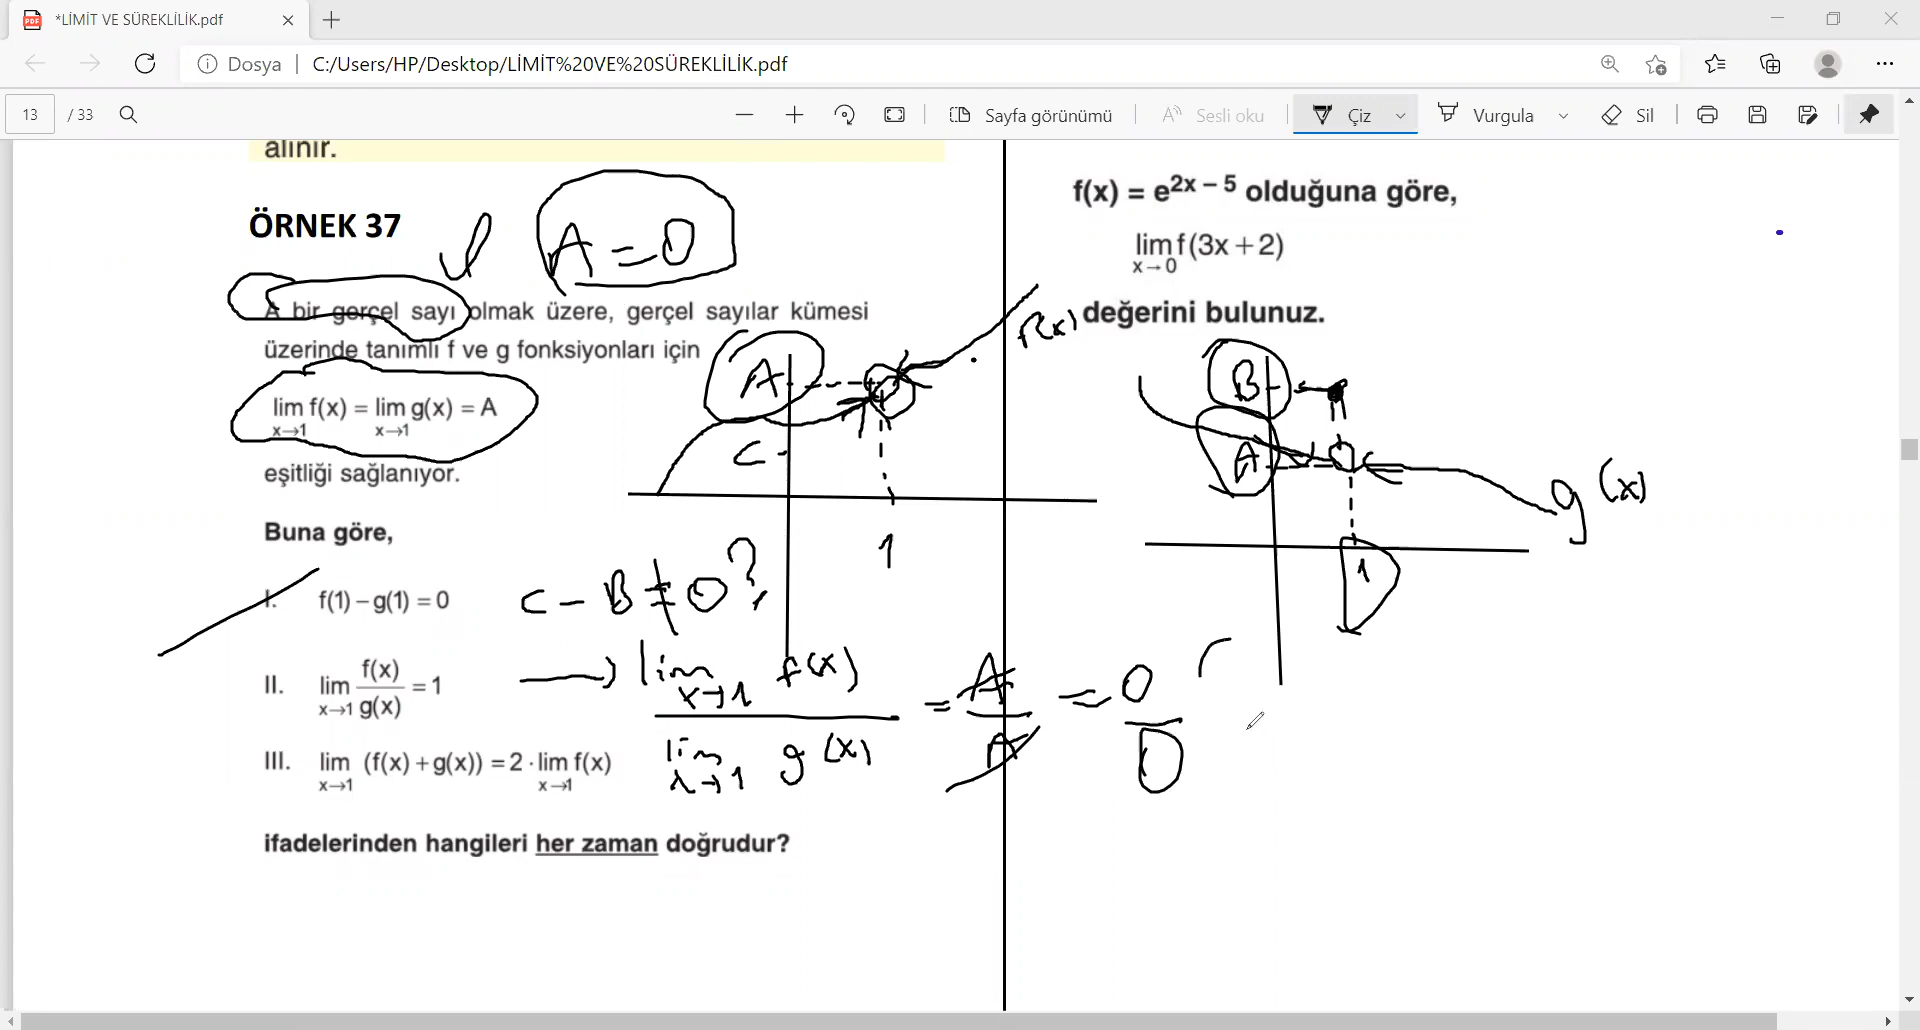 *LİMİT VE SÜREKLİLİK.pdf
Dosya | C:/Users/HP/Desktop/LİMİT%20VE%20SÜREKLİLİK.pdf
13 / 33
Sayfa görünümü
Sesli oku
Çiz
Vurgula
Sil
alınır.
ÖRNEK 37
A = 0
A bir gerçel sayı olmak üzere, gerçel sayılar kümesi
üzerinde tanımlı f ve g fonksiyonları için
lim f(x) = lim g(x) = A
x→1 x→1
eşitliği sağlanıyor.
Buna göre,
I. f(1) – g(1) = 0
II. lim f(x)/g(x) = 1
x→1
III. lim (f(x) + g(x)) = 2 · lim f(x)
x→1 x→1
ifadelerinden hangileri her zaman doğrudur?
A
C
f(x)
1
C – B ≠ 0 ?
lim f(x)
x→1
lim g(x)
x→1
= A/A = 0/0
f(x) = e^(2x – 5) olduğuna göre,
lim f(3x + 2)
x→0
değerini bulunuz.
B
A
g(x)
1